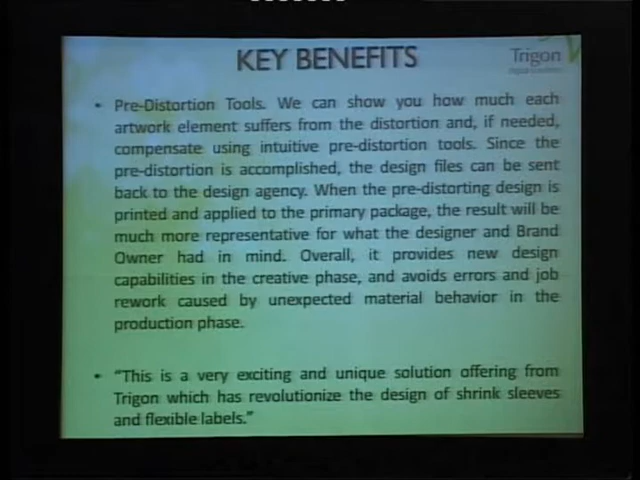 KEY BENEFITS
Trigon
• Pre-Distortion Tools. We can show you how much each
artwork element suffers from the distortion and, if needed,
compensate using intuitive pre-distortion tools. Since the
pre-distortion is accomplished, the design files can be sent
back to the design agency. When the pre-distorting design is
printed and applied to the primary package, the result will be
much more representative for what the designer and Brand
Owner had in mind. Overall, it provides new design
capabilities in the creative phase, and avoids errors and job
rework caused by unexpected material behavior in the
production phase.
• “This is a very exciting and unique solution offering from
Trigon which has revolutionize the design of shrink sleeves
and flexible labels.”